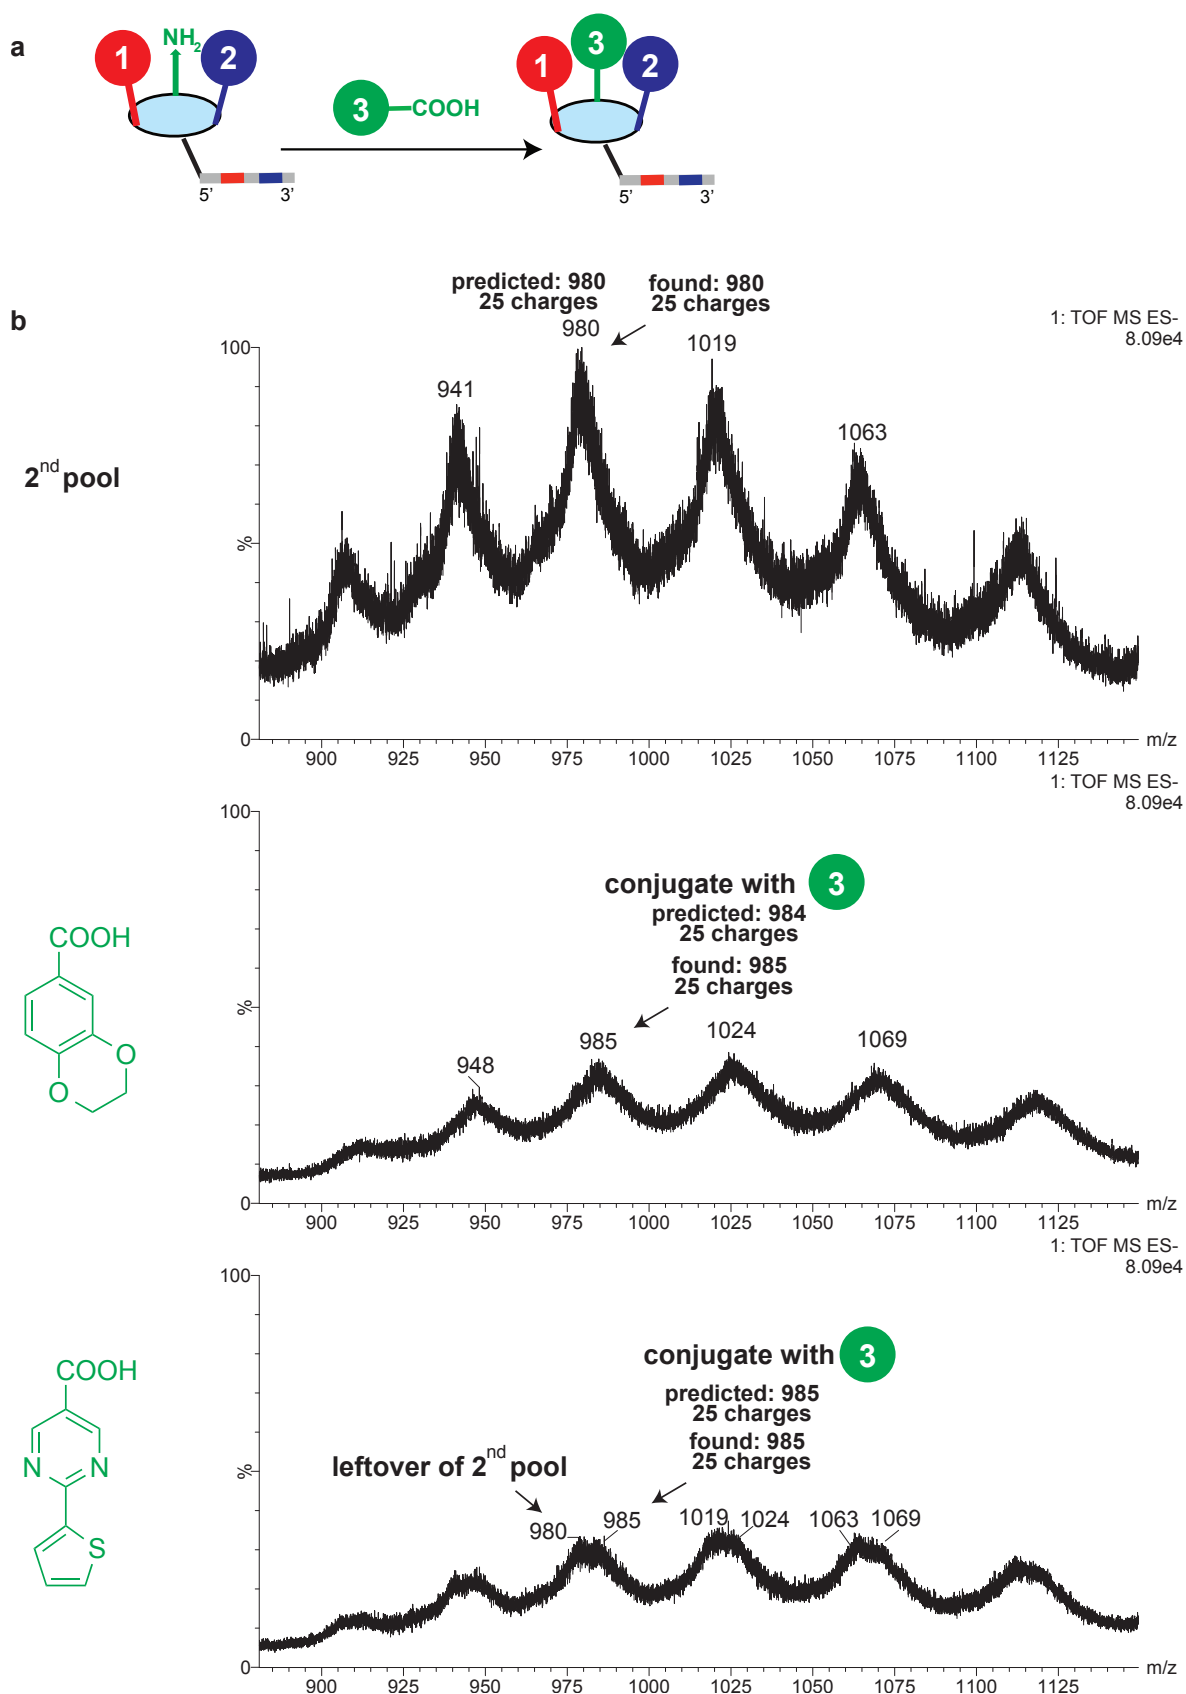 a
1
NH2
2
3
COOH
5’
3’
1
3
2
5’
3’
b
predicted: 980
25 charges
found: 980
25 charges
1: TOF MS ES-
8.09e4
2nd pool
100
%
0
941
980
1019
1063
900
925
950
975
1000
1025
1050
1075
1100
1125
m/z
1: TOF MS ES-
8.09e4
100
%
0
conjugate with 3
predicted: 984
25 charges
found: 985
25 charges
948
985
1024
1069
COOH
O
O
900
925
950
975
1000
1025
1050
1075
1100
1125
m/z
1: TOF MS ES-
8.09e4
100
%
0
conjugate with 3
predicted: 985
25 charges
found: 985
25 charges
leftover of 2nd pool
980
985
1019
1024
1063
1069
COOH
N
N
S
900
925
950
975
1000
1025
1050
1075
1100
1125
m/z